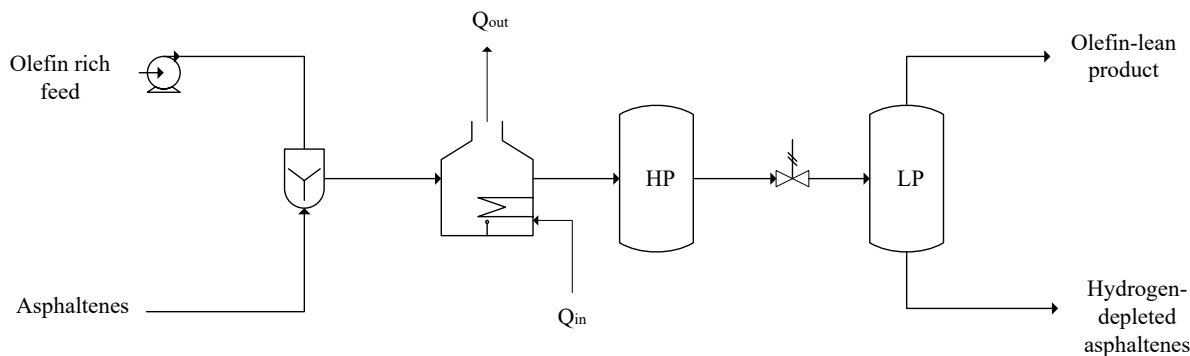 Qout
Olefin rich
feed
Olefin-lean
product
HP
LP
Asphaltenes
Qin
Hydrogen-
depleted
asphaltenes